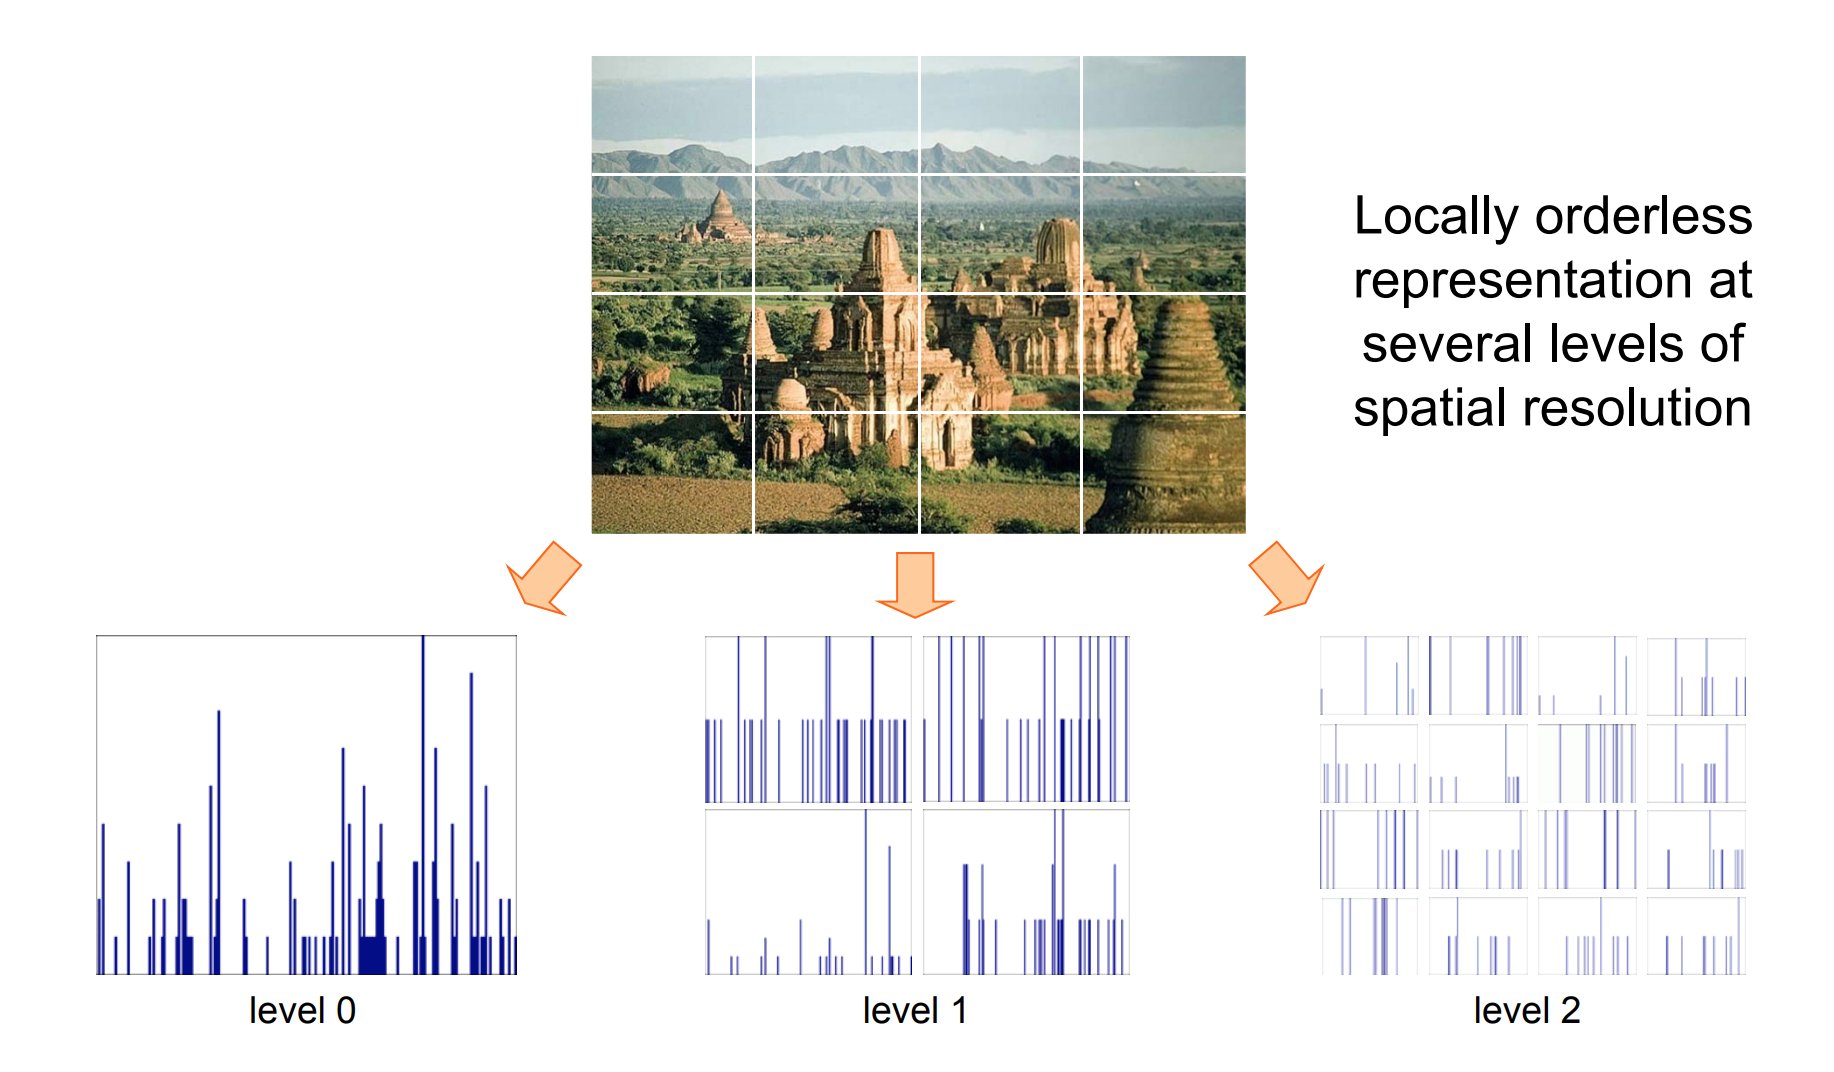 Locally orderless
representation at
several levels of
spatial resolution
level 0
level 1
level 2